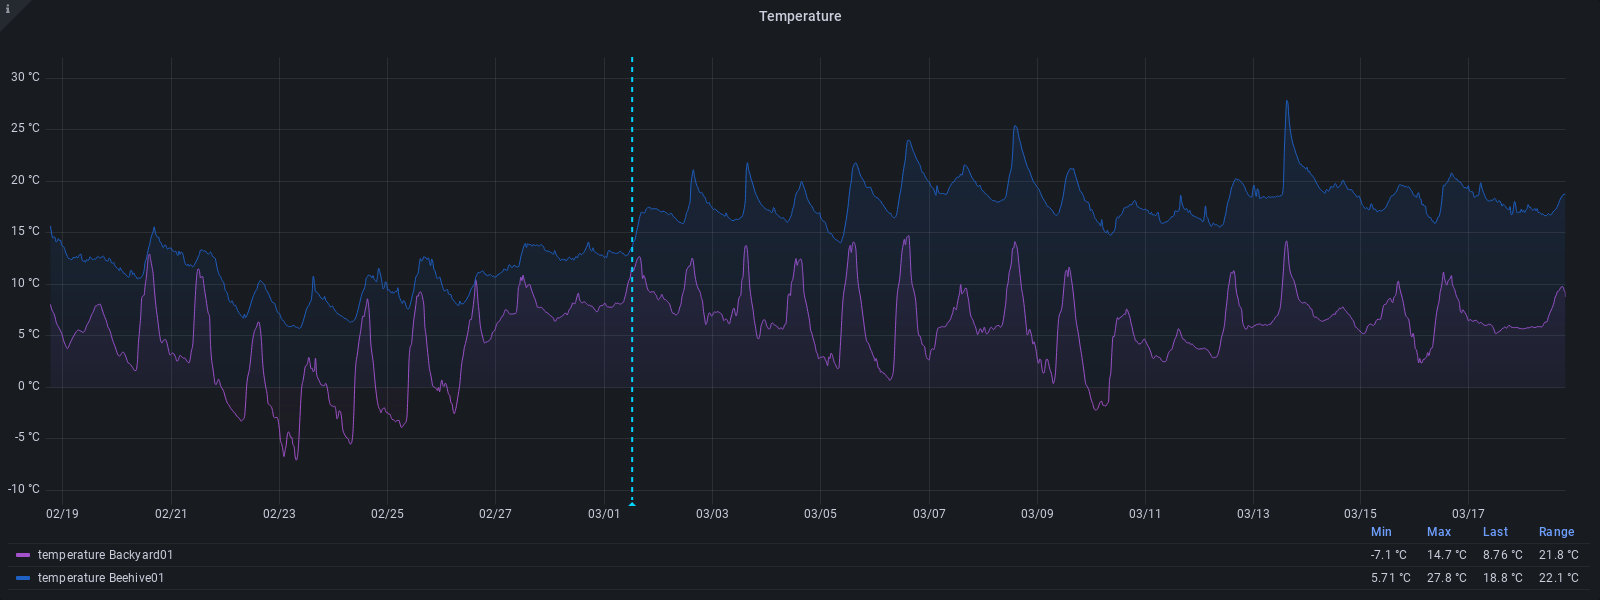 i
Temperature
30 °C
25 °C
20 °C
15 °C
10 °C
5 °C
0 °C
-5 °C
-10 °C
02/19 02/21 02/23 02/25 02/27 03/01 03/03 03/05 03/07 03/09 03/11 03/13 03/15 03/17
Min Max Last Range
temperature Backyard01 -7.1 °C 14.7 °C 8.76 °C 21.8 °C
temperature Beehive01 5.71 °C 27.8 °C 18.8 °C 22.1 °C